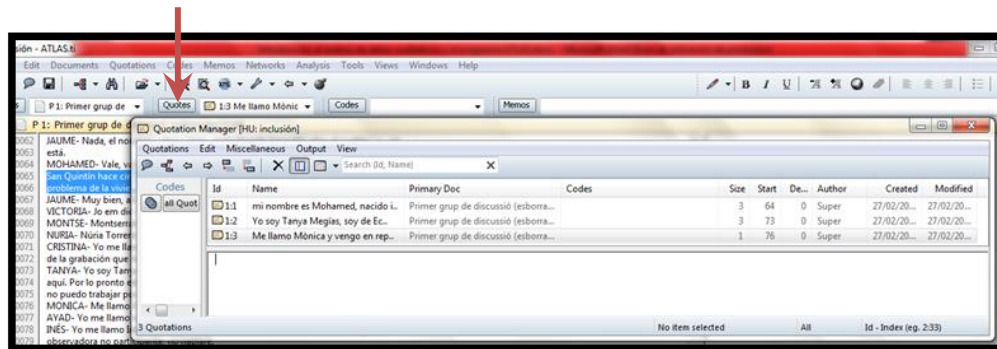 sión - ATLAS.ti
Edit Documents Quotations Codes Memos Networks Analysis Tools Views Windows Help
B I U
P 1: Primer grup de Quotes 1:3 Me llamo Mònic Codes Memos
P 1: Primer grup de d
Quotation Manager [HU: inclusión]
Quotations Edit Miscellaneous Output View
Search (Id, Name)
Codes
all Quot
Id Name Primary Doc Codes Size Start De... Author Created Modified
1:1 mi nombre es Mohamed, nacido i.. Primer grup de discussió (esborra... 3 64 0 Super 27/02/20... 27/02/20...
1:2 Yo soy Tanya Megías, soy de Ec.. Primer grup de discussió (esborra... 3 73 0 Super 27/02/20... 27/02/20...
1:3 Me llamo Mònica y vengo en rep.. Primer grup de discussió (esborra... 1 76 0 Super 27/02/20... 27/02/20...
3 Quotations No item selected All Id - Index (eg. 2:33)
0062 JAUME- Nada, el no
0063 está.
0064 MOHAMED- Vale,
0065 San Quintín hace
0066 problema de la
0067 JAUME- Muy bien, a
0068 VICTORIA- Jo em
0069 MONTSE- Montserr
0070 NURIA- Núria Torre
0071 CRISTINA- Yo me lla
0072 de la grabación que
0073 TANYA- Yo soy Tan
0074 aquí. Por lo pronto
0075 no puedo trabajar
0076 MONICA- Me llamo
0077 AYAD- Yo me llamo
0078 INÉS- Yo me llamo
0079 observadora no